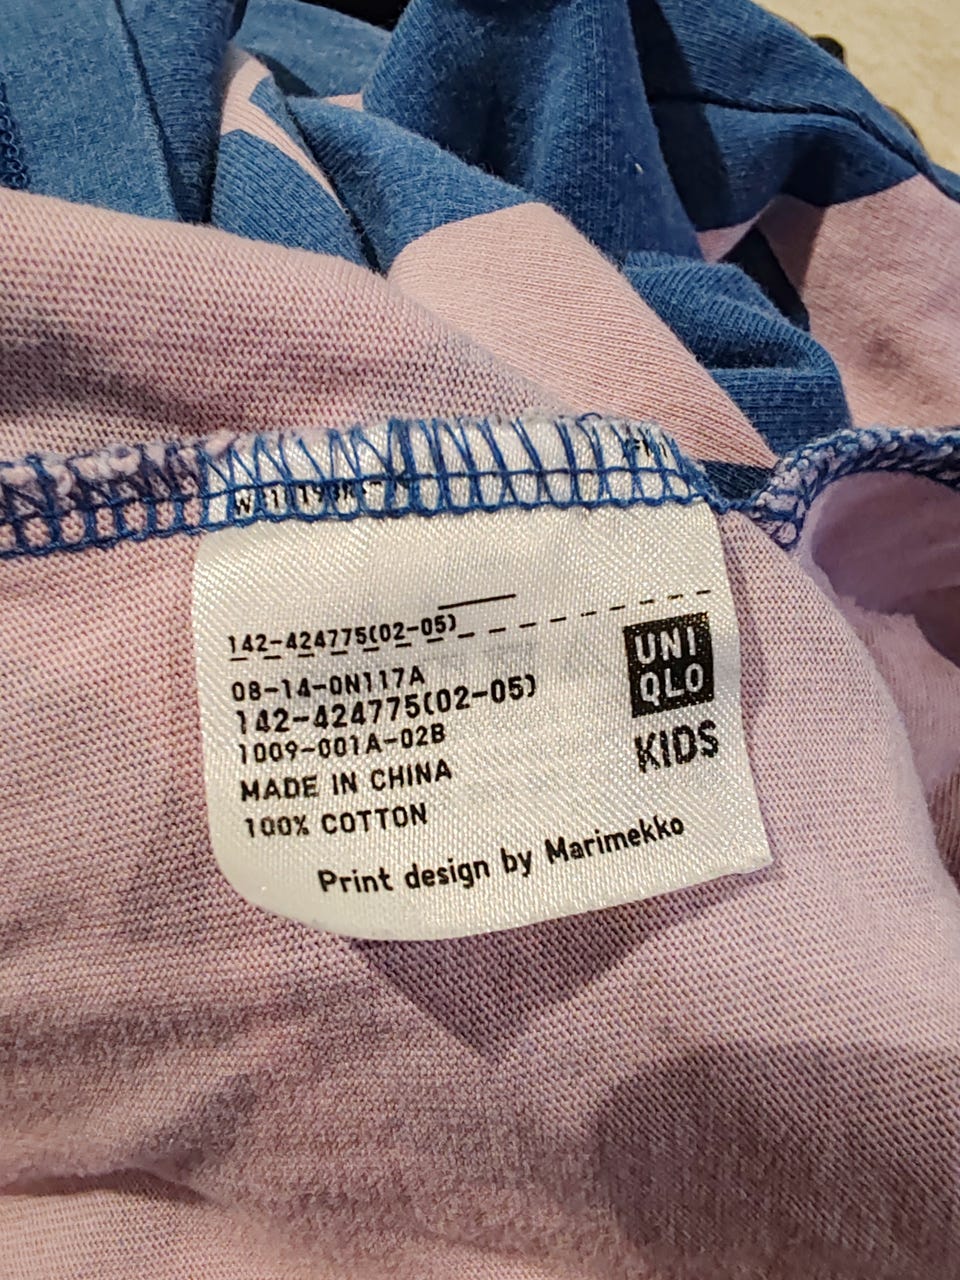 142-424775(02-05)
08-14-0N117A
142-424775(02-05)
1009-001A-02B
MADE IN CHINA
100% COTTON
Print design by Marimekko
UNI
QLO
KIDS